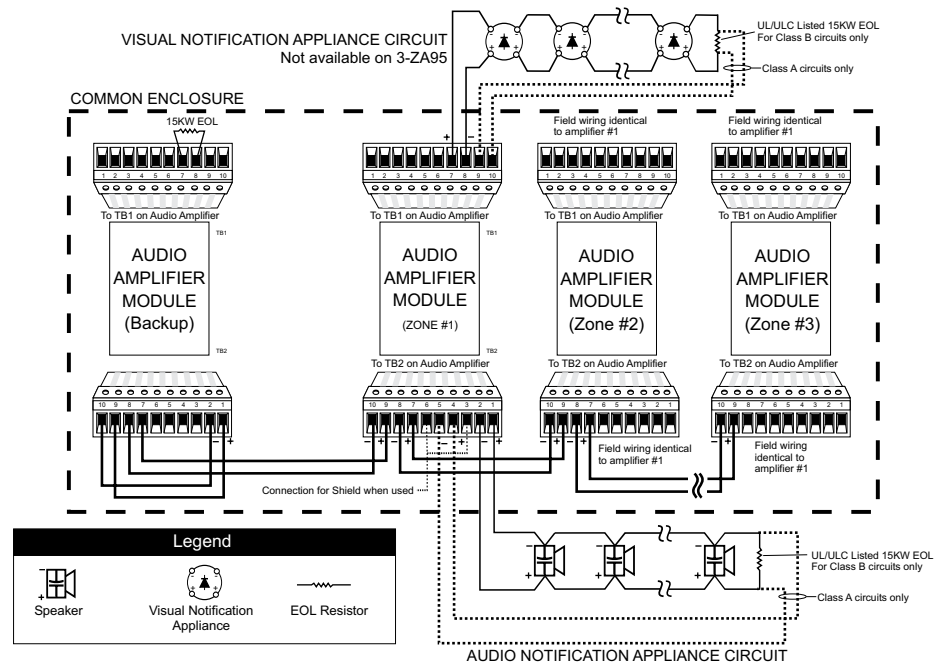 VISUAL NOTIFICATION APPLIANCE CIRCUIT
Not available on 3-ZA95
UL/ULC Listed 15KW EOL
For Class B circuits only
Class A circuits only
COMMON ENCLOSURE
15KW EOL
+ −
Field wiring identical
to amplifier #1
Field wiring identical
to amplifier #1
1 2 3 4 5 6 7 8 9 10
1 2 3 4 5 6 7 8 9 10
1 2 3 4 5 6 7 8 9 10
1 2 3 4 5 6 7 8 9 10
To TB1 on Audio Amplifier
To TB1 on Audio Amplifier
To TB1 on Audio Amplifier
To TB1 on Audio Amplifier
TB1
AUDIO
AMPLIFIER
MODULE
(Backup)
TB2
TB1
AUDIO
AMPLIFIER
MODULE
(ZONE #1)
TB2
AUDIO
AMPLIFIER
MODULE
(Zone #2)
AUDIO
AMPLIFIER
MODULE
(Zone #3)
To TB2 on Audio Amplifier
To TB2 on Audio Amplifier
To TB2 on Audio Amplifier
10 9 8 7 6 5 4 3 2 1
10 9 8 7 6 5 4 3 2 1
10 9 8 7 6 5 4 3 2 1
10 9 8 7 6 5 4 3 2 1
− +
− + − + − + − +
− + − +
− +
Field wiring identical
to amplifier #1
Field wiring
identical to
amplifier #1
Connection for Shield when used
Legend
Speaker
Visual Notification
Appliance
EOL Resistor
UL/ULC Listed 15KW EOL
For Class B circuits only
Class A circuits only
AUDIO NOTIFICATION APPLIANCE CIRCUIT